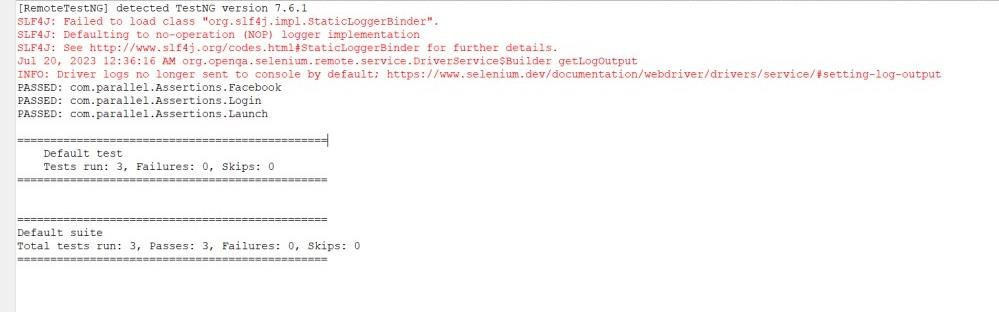 [RemoteTestNG] detected TestNG version 7.6.1
SLF4J: Failed to load class "org.slf4j.impl.StaticLoggerBinder".
SLF4J: Defaulting to no-operation (NOP) logger implementation
SLF4J: See http://www.slf4j.org/codes.html#StaticLoggerBinder for further details.
Jul 20, 2023 12:36:16 AM org.openqa.selenium.remote.service.DriverService$Builder getLogOutput
INFO: Driver logs no longer sent to console by default; https://www.selenium.dev/documentation/webdriver/drivers/service/#setting-log-output
PASSED: com.parallel.Assertions.Facebook
PASSED: com.parallel.Assertions.Login
PASSED: com.parallel.Assertions.Launch
===============================================
Default test
Tests run: 3, Failures: 0, Skips: 0
===============================================
===============================================
Default suite
Total tests run: 3, Passes: 3, Failures: 0, Skips: 0
===============================================